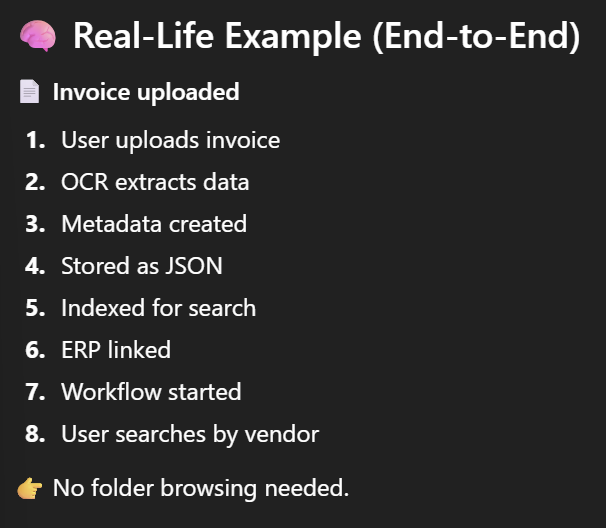 🧠 Real-Life Example (End-to-End)
📄 Invoice uploaded
1. User uploads invoice
2. OCR extracts data
3. Metadata created
4. Stored as JSON
5. Indexed for search
6. ERP linked
7. Workflow started
8. User searches by vendor
👉 No folder browsing needed.